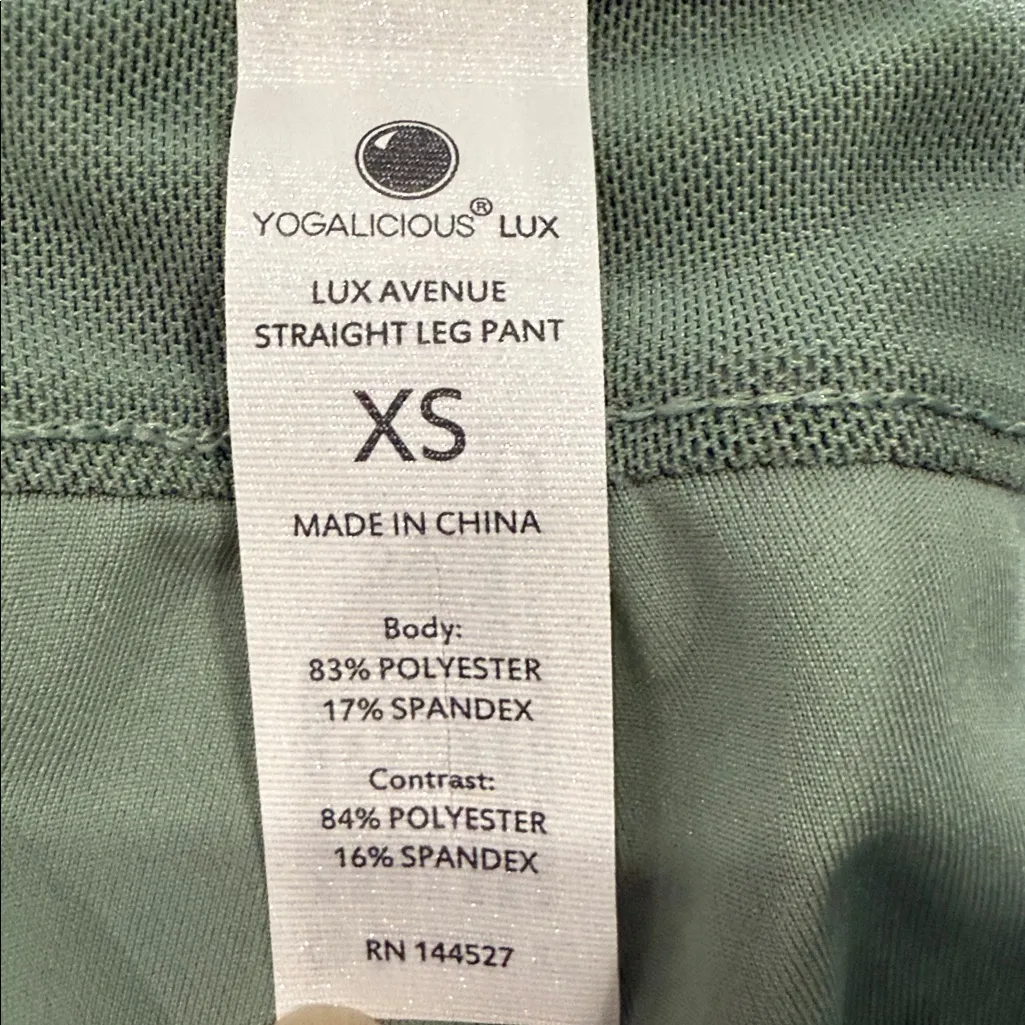 YOGALICIOUS® LUX
LUX AVENUE
STRAIGHT LEG PANT
XS
MADE IN CHINA
Body:
83% POLYESTER
17% SPANDEX
Contrast:
84% POLYESTER
16% SPANDEX
RN 144527